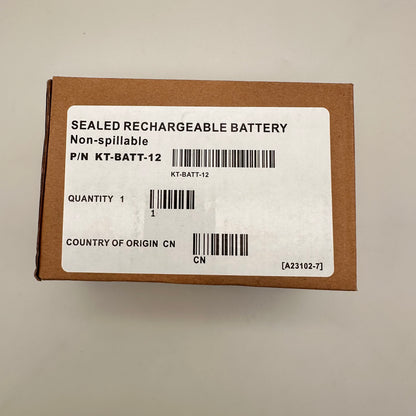 SEALED RECHARGEABLE BATTERY
Non-spillable
P/N KT-BATT-12
KT-BATT-12
QUANTITY 1
1
COUNTRY OF ORIGIN CN
CN
[A23102-7]